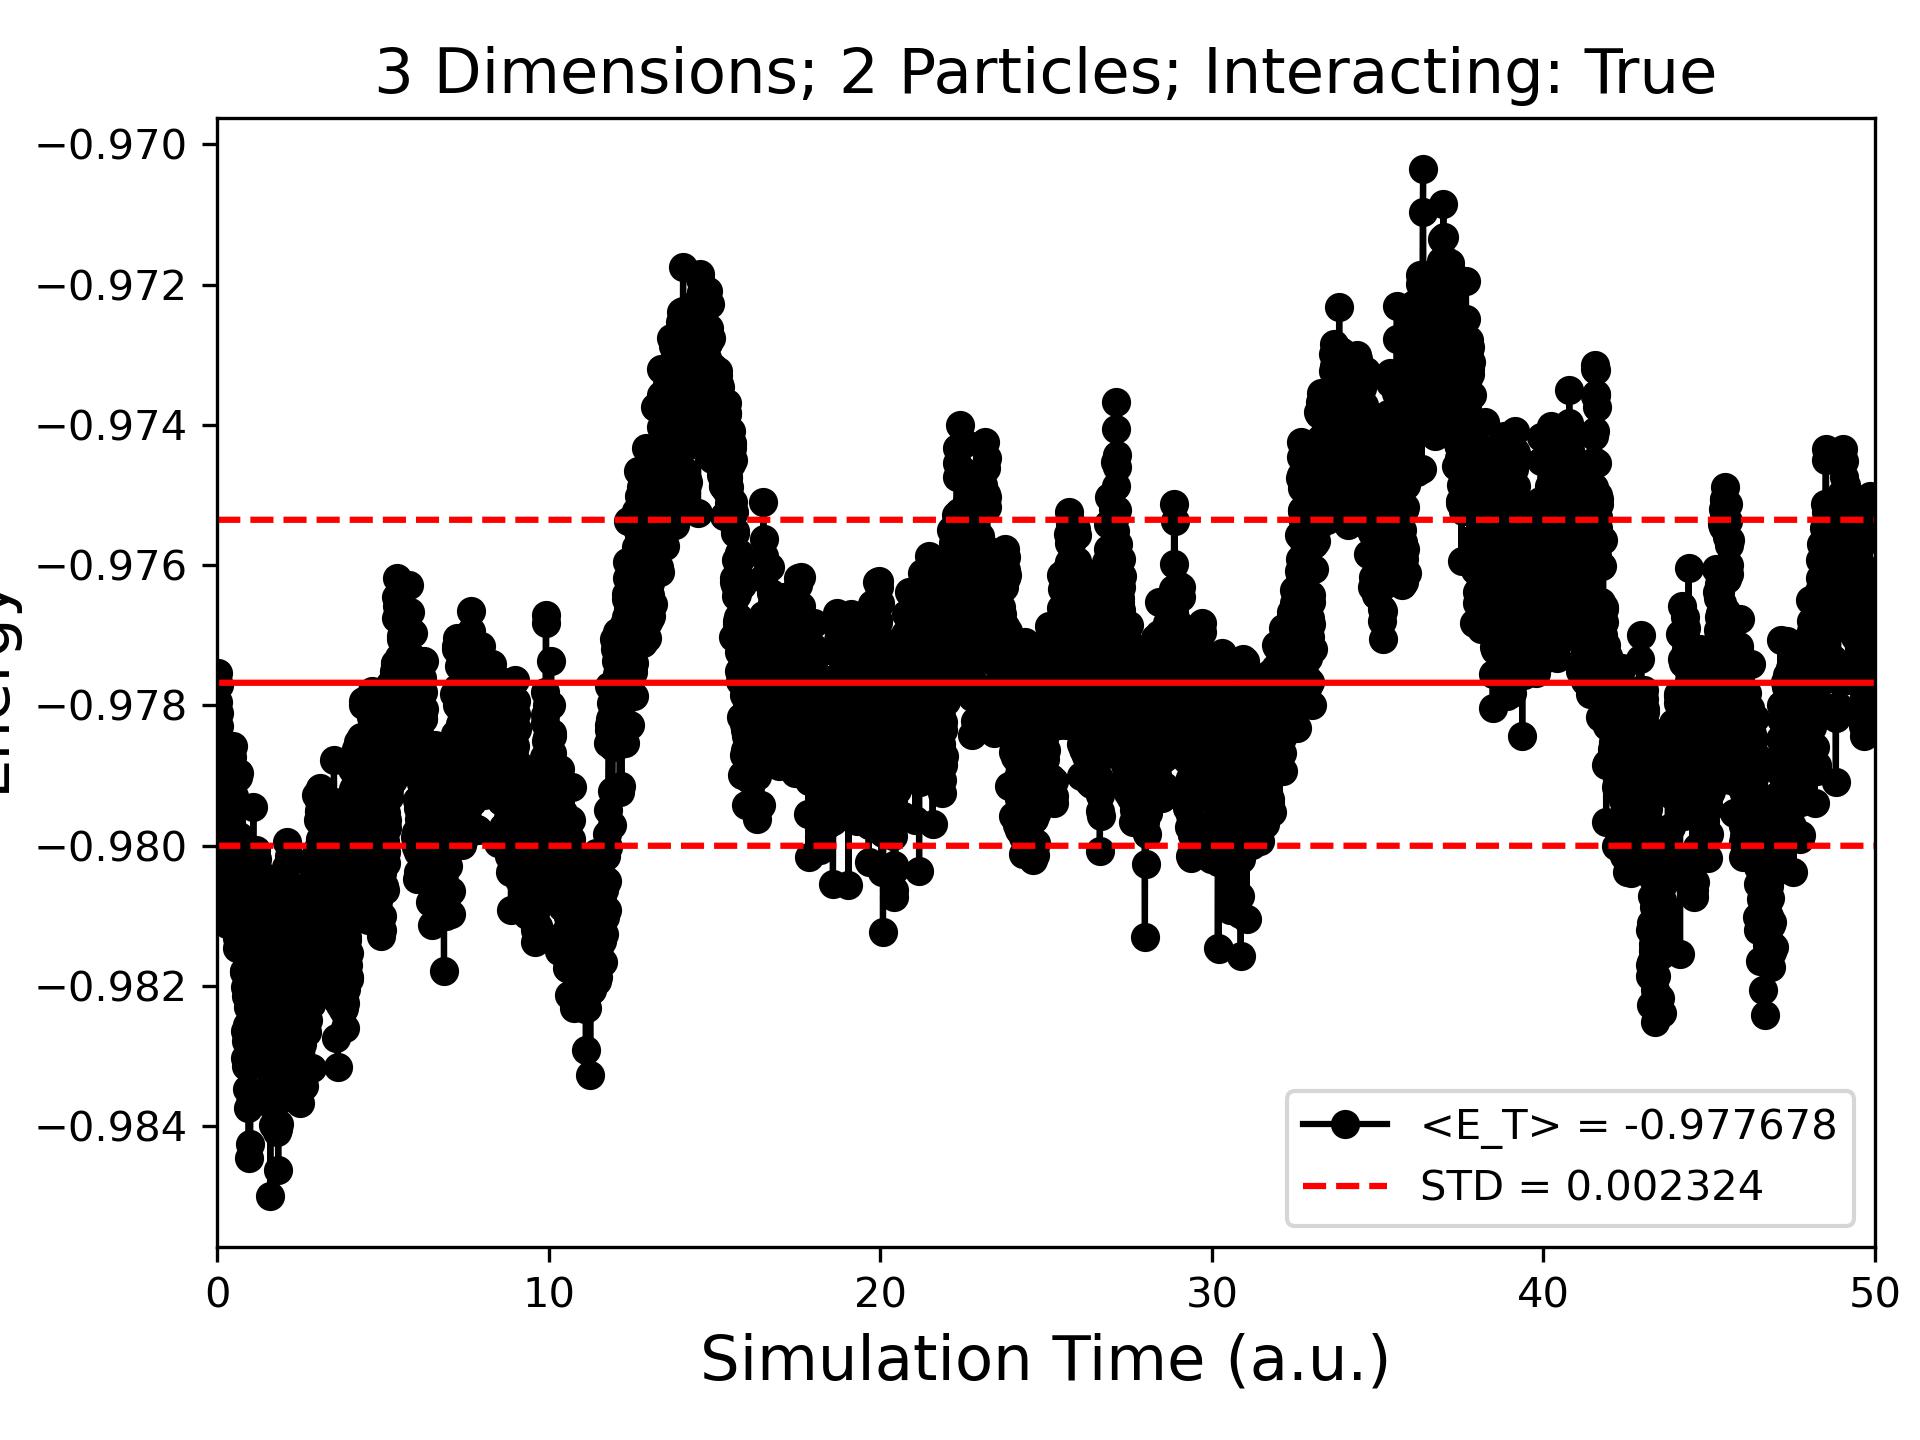 3 Dimensions; 2 Particles; Interacting: True
−0.970
−0.972
−0.974
−0.976
−0.978
−0.980
−0.982
−0.984
Energy
<E_T> = -0.977678
STD = 0.002324
0 10 20 30 40 50
Simulation Time (a.u.)